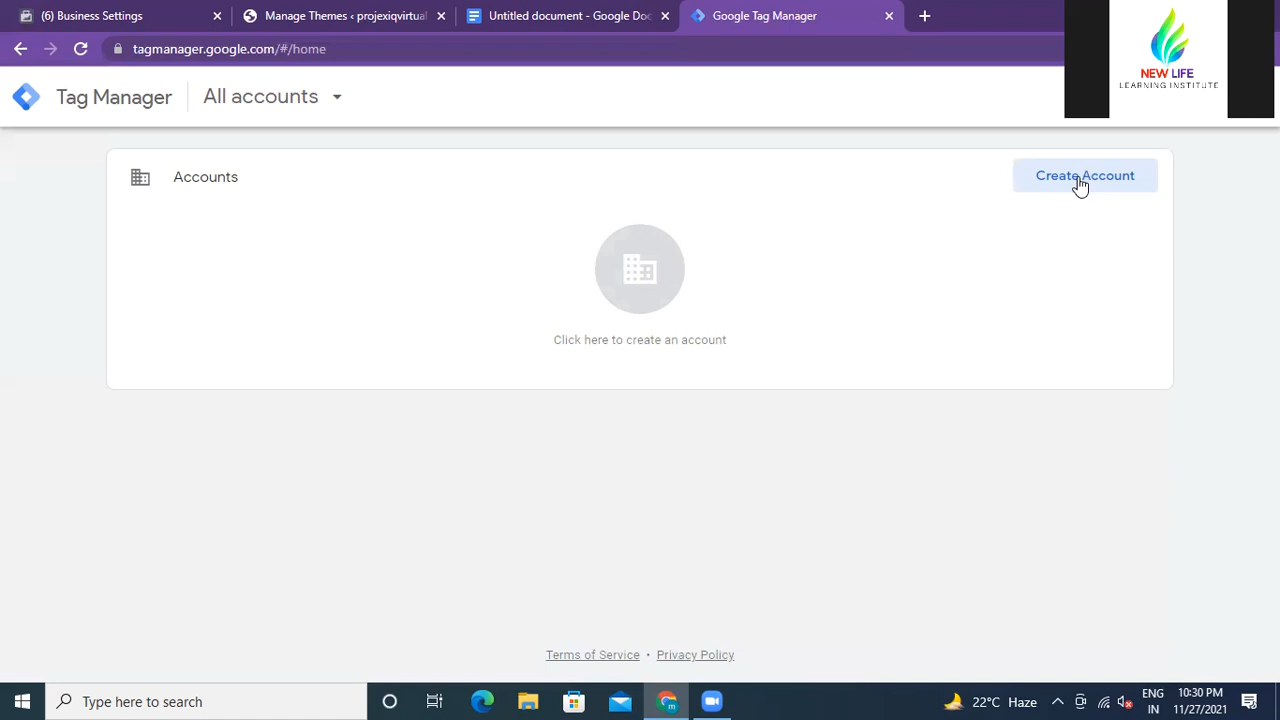 (6) Business Settings
Manage Themes ‹ projexiqvirtual
Untitled document - Google Doc
Google Tag Manager
tagmanager.google.com/#/home
NEW LIFE
LEARNING INSTITUTE
Tag Manager
All accounts
Accounts
Create Account
Click here to create an account
Terms of Service • Privacy Policy
Type here to search
22°C Haze
ENG
IN
10:30 PM
11/27/2021